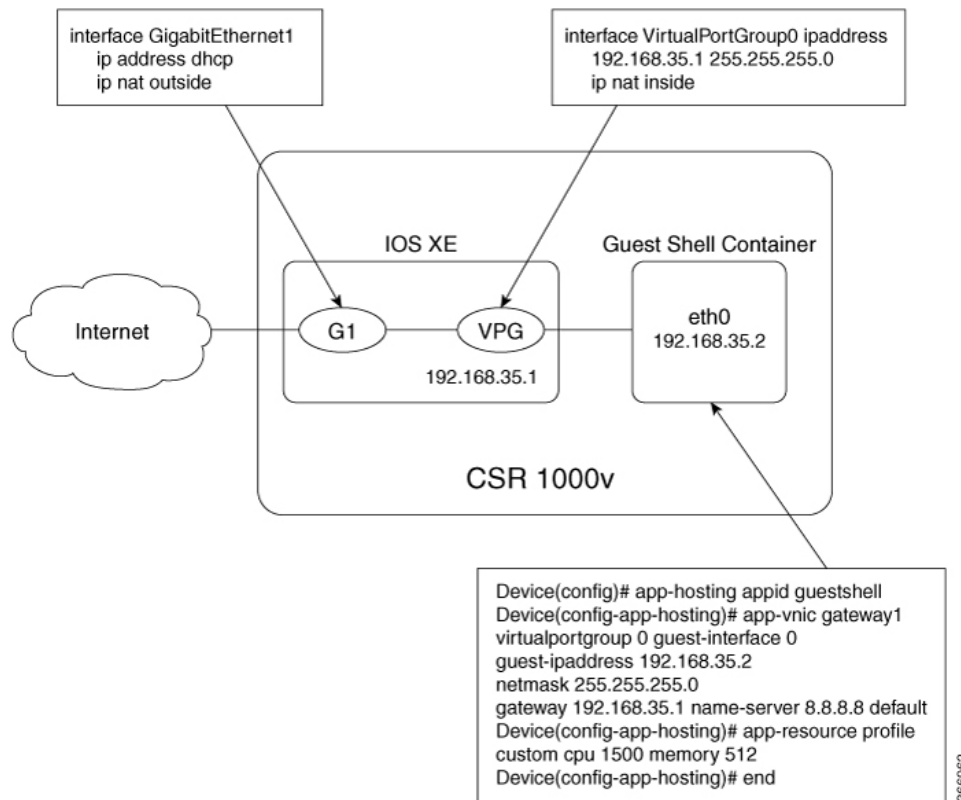 interface GigabitEthernet1
ip address dhcp
ip nat outside
interface VirtualPortGroup0 ipaddress
192.168.35.1 255.255.255.0
ip nat inside
IOS XE
Guest Shell Container
Internet
G1
VPG
192.168.35.1
eth0
192.168.35.2
CSR 1000v
Device(config)# app-hosting appid guestshell
Device(config-app-hosting)# app-vnic gateway1
virtualportgroup 0 guest-interface 0
guest-ipaddress 192.168.35.2
netmask 255.255.255.0
gateway 192.168.35.1 name-server 8.8.8.8 default
Device(config-app-hosting)# app-resource profile
custom cpu 1500 memory 512
Device(config-app-hosting)# end